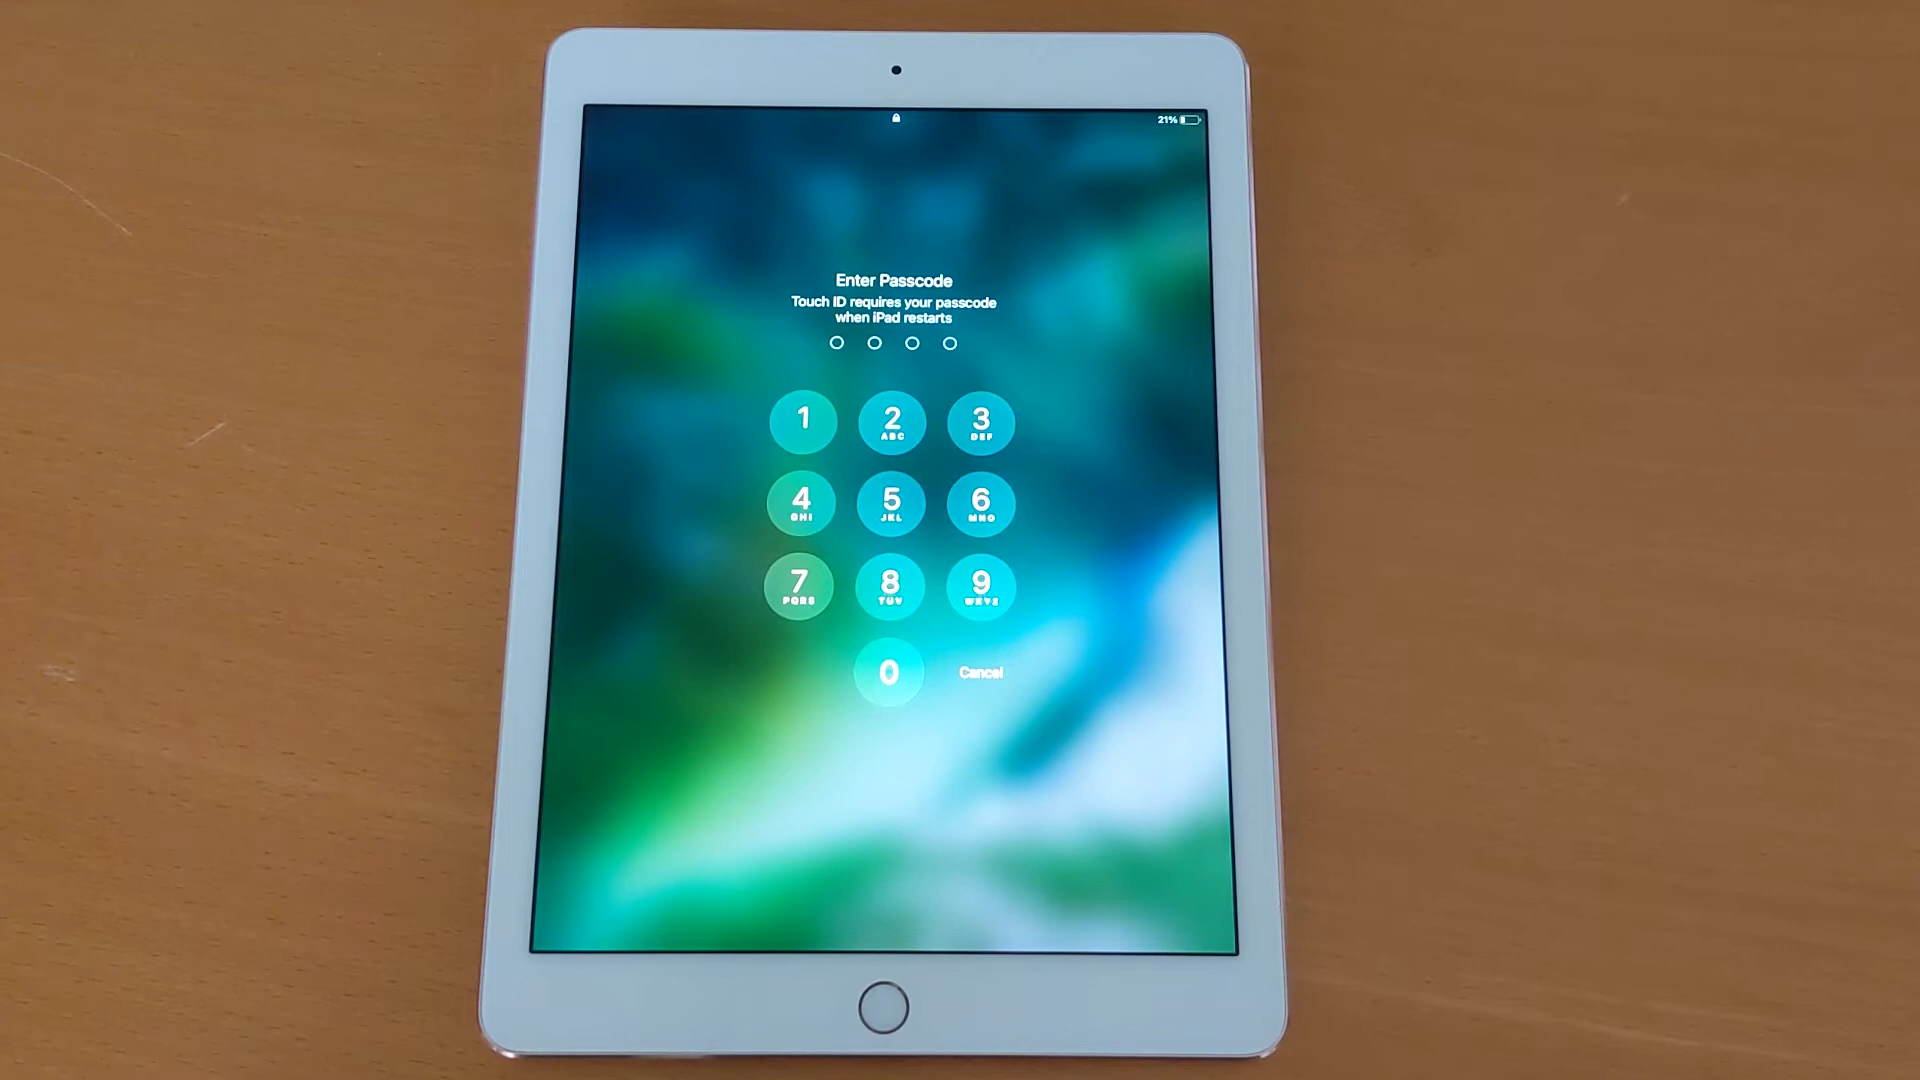 21%
Enter Passcode
Touch ID requires your passcode
when iPad restarts
1 2 3
ABC DEF
4 5 6
GHI JKL MNO
7 8 9
PQRS TUV WXYZ
0 Cancel